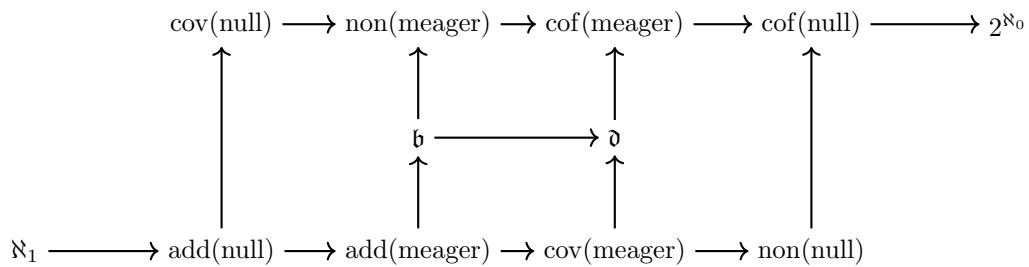 cov(null) non(meager) cof(meager) cof(null) 2^ℵ₀
𝔟 𝔡
ℵ₁ add(null) add(meager) cov(meager) non(null)